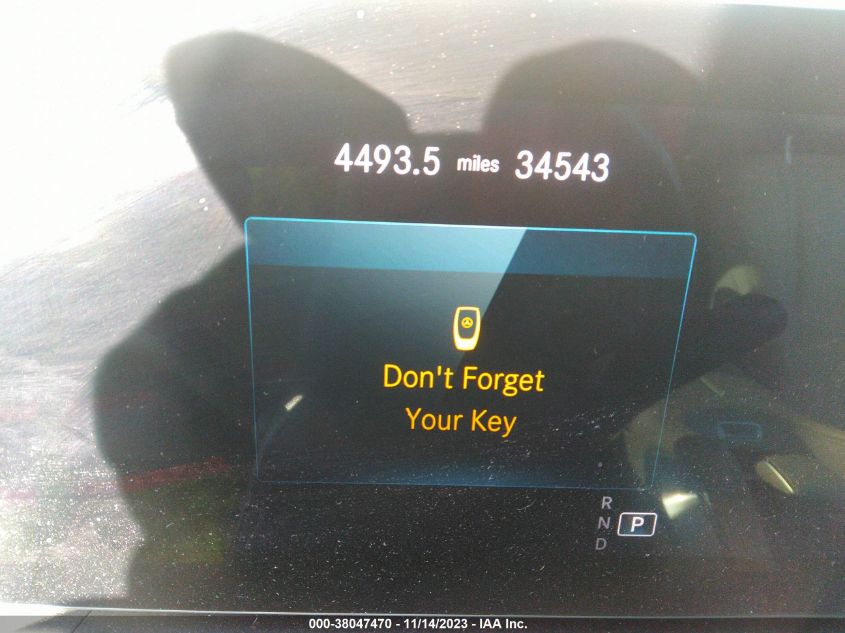 4493.5 miles 34543
Don't Forget
Your Key
R
N P
D
000-38047470 - 11/14/2023 - IAA Inc.